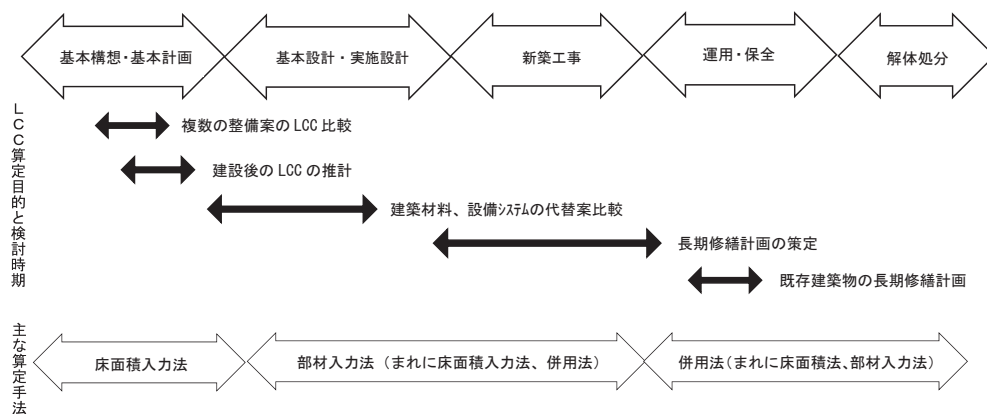 基本構想・基本計画
基本設計・実施設計
新築工事
運用・保全
解体処分
LCC算定目的と検討時期
複数の整備案の LCC 比較
建設後の LCC の推計
建築材料、設備システムの代替案比較
長期修繕計画の策定
既存建築物の長期修繕計画
主な算定手法
床面積入力法
部材入力法（まれに床面積入力法、併用法）
併用法（まれに床面積法、部材入力法）